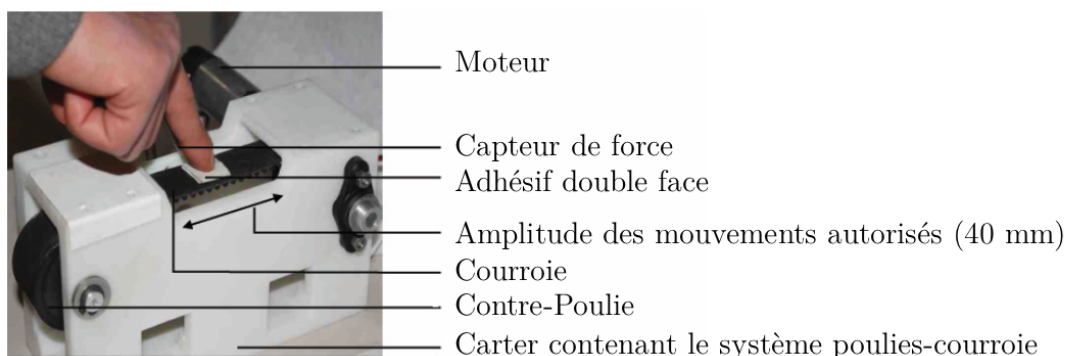 Moteur
Capteur de force
Adhésif double face
Amplitude des mouvements autorisés (40 mm)
Courroie
Contre-Poulie
Carter contenant le système poulies-courroie